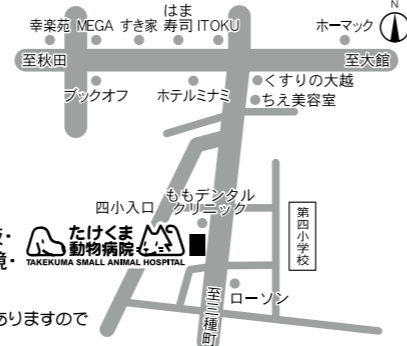 N
はま
幸楽苑 MEGA すき家 寿司 ITOKU ホーマック
至秋田 至大館
ブックオフ ホテルミナミ くすりの大越
ちえ美容室
ももデンタル
クリニック
四小入口
第四小学校
たけくま
動物病院
TAKEKUMA SMALL ANIMAL HOSPITAL
ローソン
至三種町
ありますので